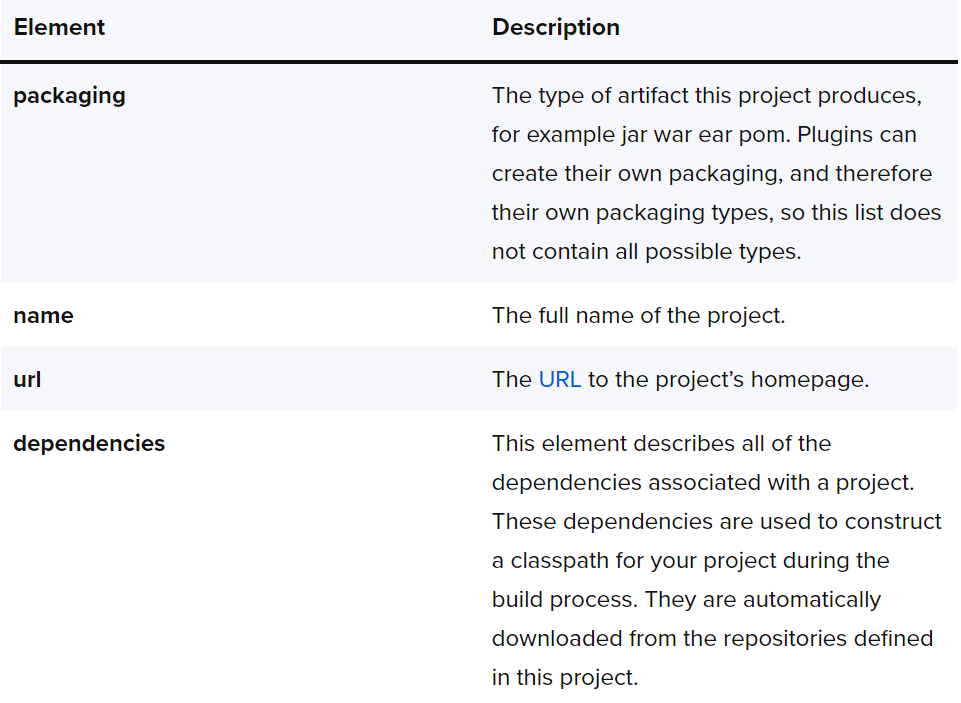 Element Description
packaging The type of artifact this project produces,
for example jar war ear pom. Plugins can
create their own packaging, and therefore
their own packaging types, so this list does
not contain all possible types.
name The full name of the project.
url The URL to the project’s homepage.
dependencies This element describes all of the
dependencies associated with a project.
These dependencies are used to construct
a classpath for your project during the
build process. They are automatically
downloaded from the repositories defined
in this project.